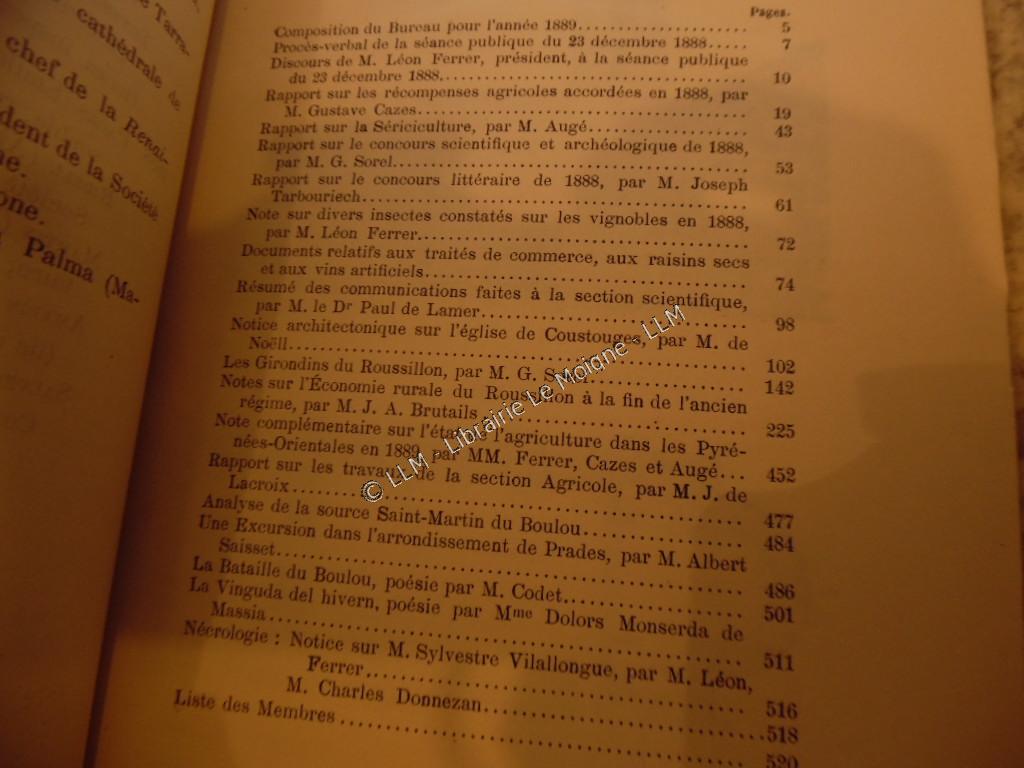 e Tarra-
cathédrale de
chef de la Renai-
dent de la Société
ne.
one.
Palma (Ma-
Pages.
Composition du Bureau pour l'année 1889.................... 5
Procès-verbal de la séance publique du 23 décembre 1888..... 7
Discours de M. Léon Ferrer, président, à la séance publique
du 23 décembre 1888.................................... 10
Rapport sur les récompenses agricoles accordées en 1888, par
M. Gustave Cazes....................................... 19
Rapport sur la Sériciculture, par M. Augé.................. 43
Rapport sur le concours scientifique et archéologique de 1888,
par M. G. Sorel........................................ 53
Rapport sur le concours littéraire de 1888, par M. Joseph
Tarbouriech............................................ 61
Note sur divers insectes constatés sur les vignobles en 1888,
par M. Léon Ferrer..................................... 72
Documents relatifs aux traités de commerce, aux raisins secs
et aux vins artificiels................................ 74
Résumé des communications faites à la section scientifique,
par M. le Dr Paul de Lamer............................. 98
Notice architectonique sur l'église de Coustouges, par M. de
Noëll.................................................. 102
Les Girondins du Roussillon, par M. G. Sorel............... 142
Notes sur l'Économie rurale du Roussillon à la fin de l'ancien
régime, par M. J. A. Brutails.......................... 225
Note complémentaire sur l'état de l'agriculture dans les Pyré-
nées-Orientales en 1889, par MM. Ferrer, Cazes et Augé... 452
Rapport sur les travaux de la section Agricole, par M. J. de
Lacroix................................................ 477
Analyse de la source Saint-Martin du Boulou................ 484
Une Excursion dans l'arrondissement de Prades, par M. Albert
Saisset................................................ 486
La Bataille du Boulou, poésie par M. Codet................. 501
La Vinguda del hivern, poésie par Mme Dolors Monserda de
Massia................................................. 511
Nécrologie : Notice sur M. Sylvestre Vilallongue, par M. Léon,
Ferrer.............................. 516
M. Charles Donnezan.............................518
Liste des Membres.......................................... 520
© LLM - Librairie Le Moigne - LLM